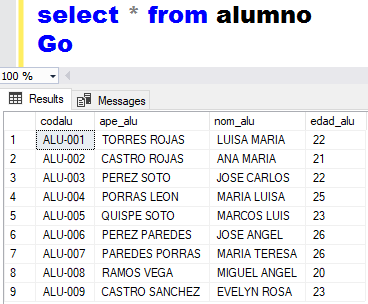 select * from alumno
Go
100 %
Results Messages
codalu ape_alu nom_alu edad_alu
1 ALU-001 TORRES ROJAS LUISA MARIA 22
2 ALU-002 CASTRO ROJAS ANA MARIA 21
3 ALU-003 PEREZ SOTO JOSE CARLOS 22
4 ALU-004 PORRAS LEON MARIA LUISA 25
5 ALU-005 QUISPE SOTO MARCOS LUIS 23
6 ALU-006 PEREZ PAREDES JOSE ANGEL 26
7 ALU-007 PAREDES PORRAS MARIA TERESA 26
8 ALU-008 RAMOS VEGA MIGUEL ANGEL 20
9 ALU-009 CASTRO SANCHEZ EVELYN ROSA 23